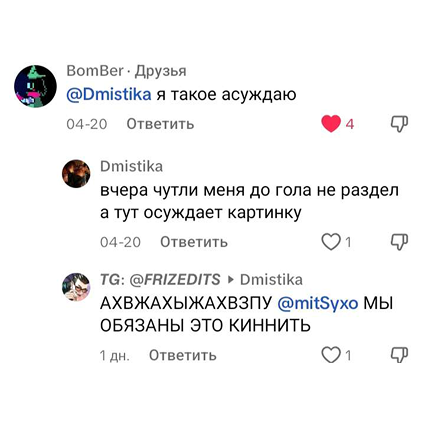 BomBer · Друзья
@Dmistika я такое асуждаю
04-20 Ответить 4
Dmistika
вчера чутли меня до гола не раздел
а тут осуждает картинку
04-20 Ответить 1
TG: @FRIZEDITS ▸ Dmistika
АХВЖАХЫЖАХВЗПУ @mitSyxo МЫ
ОБЯЗАНЫ ЭТО КИННИТЬ
1 дн. Ответить 1